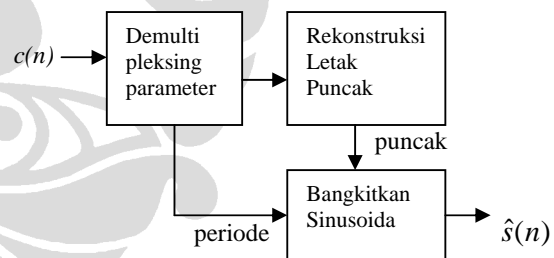 c(n)
Demulti
pleksing
parameter
Rekonstruksi
Letak
Puncak
puncak
periode
Bangkitkan
Sinusoida
ŝ(n)